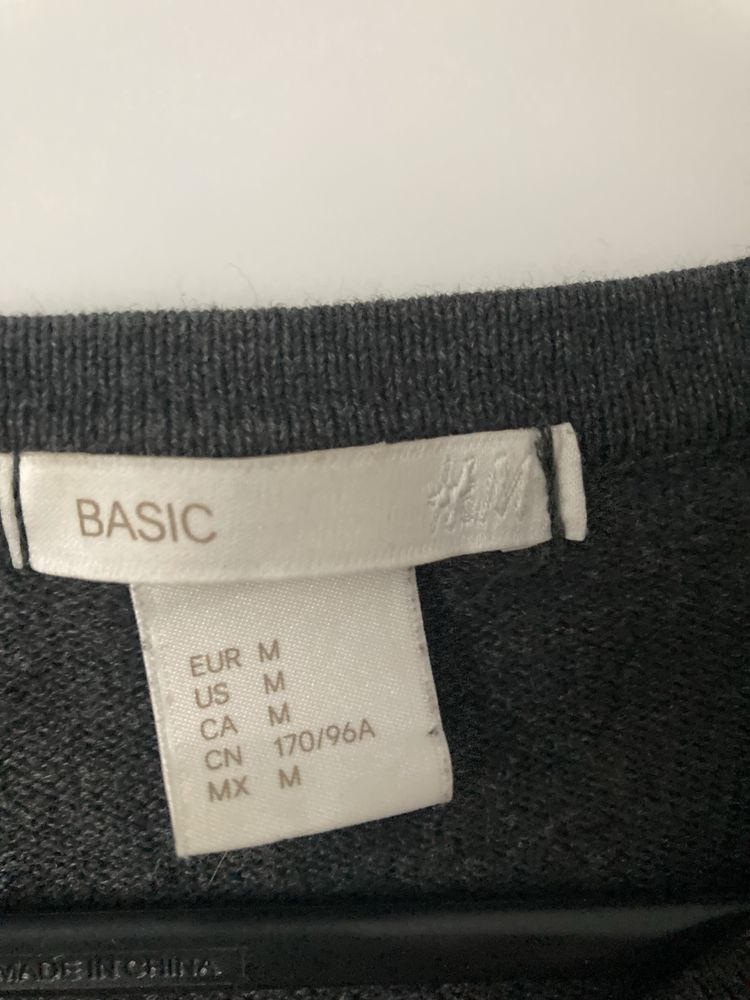 BASIC H&M
EUR M
US M
CA M
CN 170/96A
MX M
MADE IN CHINA